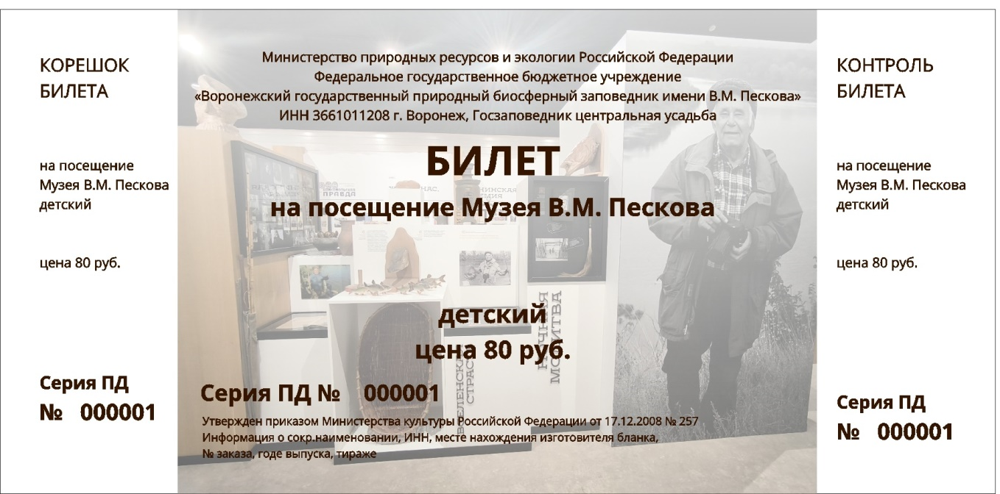 КОРЕШОК
БИЛЕТА
на посещение
Музея В.М. Пескова
детский
цена 80 руб.
Серия ПД
№ 000001
Министерство природных ресурсов и экологии Российской Федерации
Федеральное государственное бюджетное учреждение
«Воронежский государственный природный биосферный заповедник имени В.М. Пескова»
ИНН 3661011208 г. Воронеж, Госзаповедник центральная усадьба
БИЛЕТ
ПРАВДА
на посещение Музея В.М. Пескова
детский
цена 80 руб.
МОЛИТВА
Серия ПД № 000001
Утвержден приказом Министерства культуры Российской Федерации от 17.12.2008 № 257
Информация о сокр.наименовании, ИНН, месте нахождения изготовителя бланка,
№ заказа, годе выпуска, тираже
КОНТРОЛЬ
БИЛЕТА
на посещение
Музея В.М. Пескова
детский
цена 80 руб.
Серия ПД
№ 000001